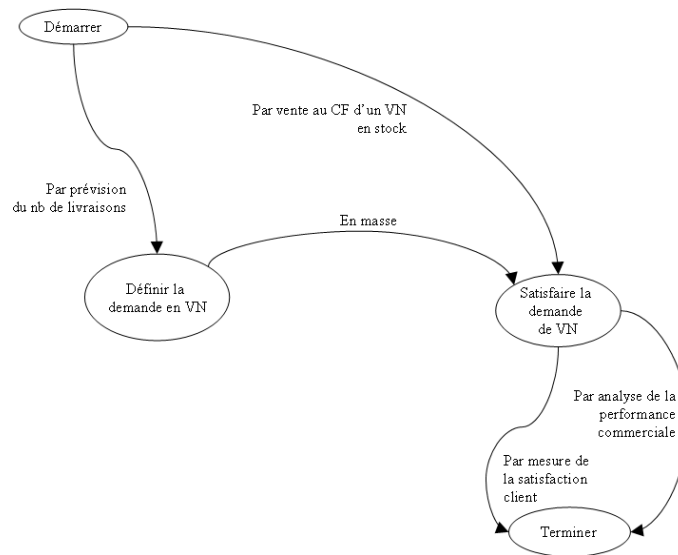 Démarrer
Par vente au CF d'un VN
en stock
Par prévision
du nb de livraisons
En masse
Définir la
demande en VN
Satisfaire la
demande
de VN
Par analyse de la
performance
commerciale
Par mesure de
la satisfaction
client
Terminer